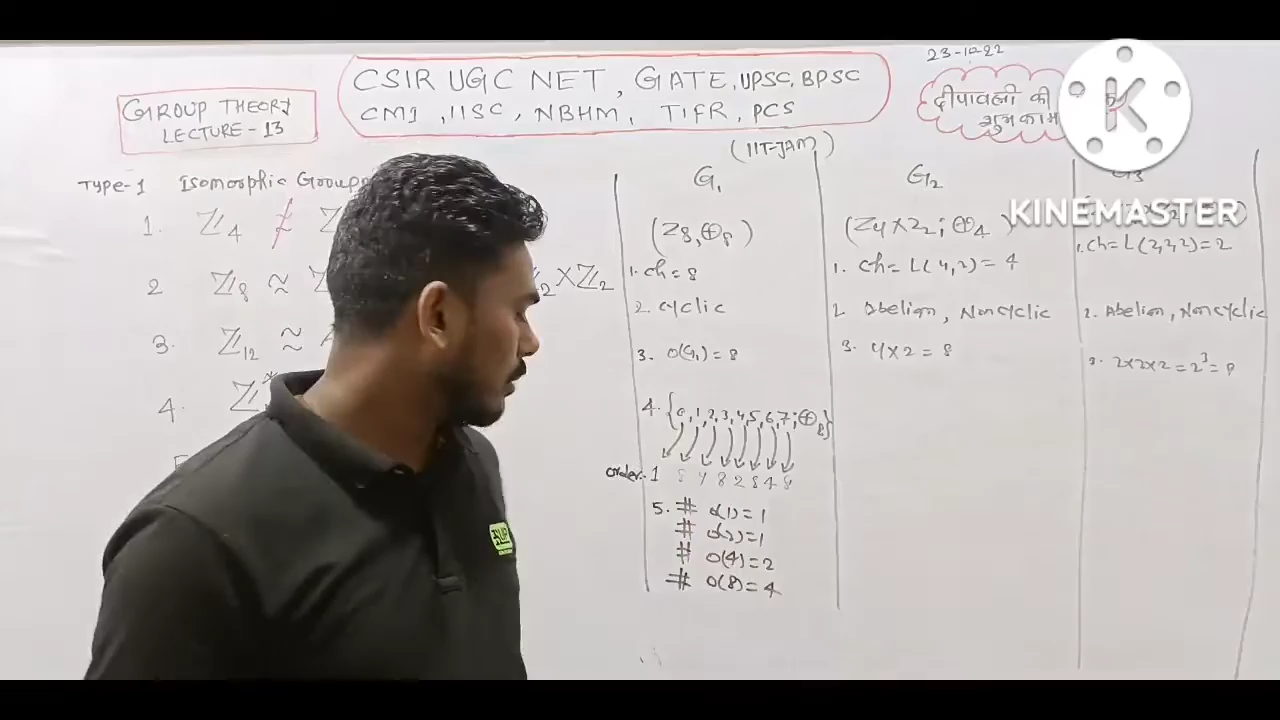 23-10-22
GROUP THEORY
LECTURE-13
CSIR UGC NET, GATE, UPSC, BPSC
CMI, IISC, NBHM, TIFR, PCS
(IIT-JAM)
दीपावली की
शुभकाम
KINEMASTER
Type-1 Isomorphic Group
1. ℤ4 ≉ ℤ
2 ℤ8 ≈
ℤ2×ℤ2
3. ℤ12 ≈
4. ℤ
G1
(Z8, ⊕8)
1. ch = 8
2. cyclic
3. O(G1) = 8
4. {0,1,2,3,4,5,6,7; ⊕8}
order: 1 8 4 8 2 8 4 8
5. # o(1) = 1
# o(2) = 1
# O(4) = 2
# O(8) = 4
G2
(Z4×Z2; ⊕4)
1. ch = L(4,2) = 4
2 Abelian, Noncyclic
3. 4×2 = 8
G3
1. ch = L(2,2,2) = 2
2. Abelian, Noncyclic
3. 2×2×2 = 2³ = 8